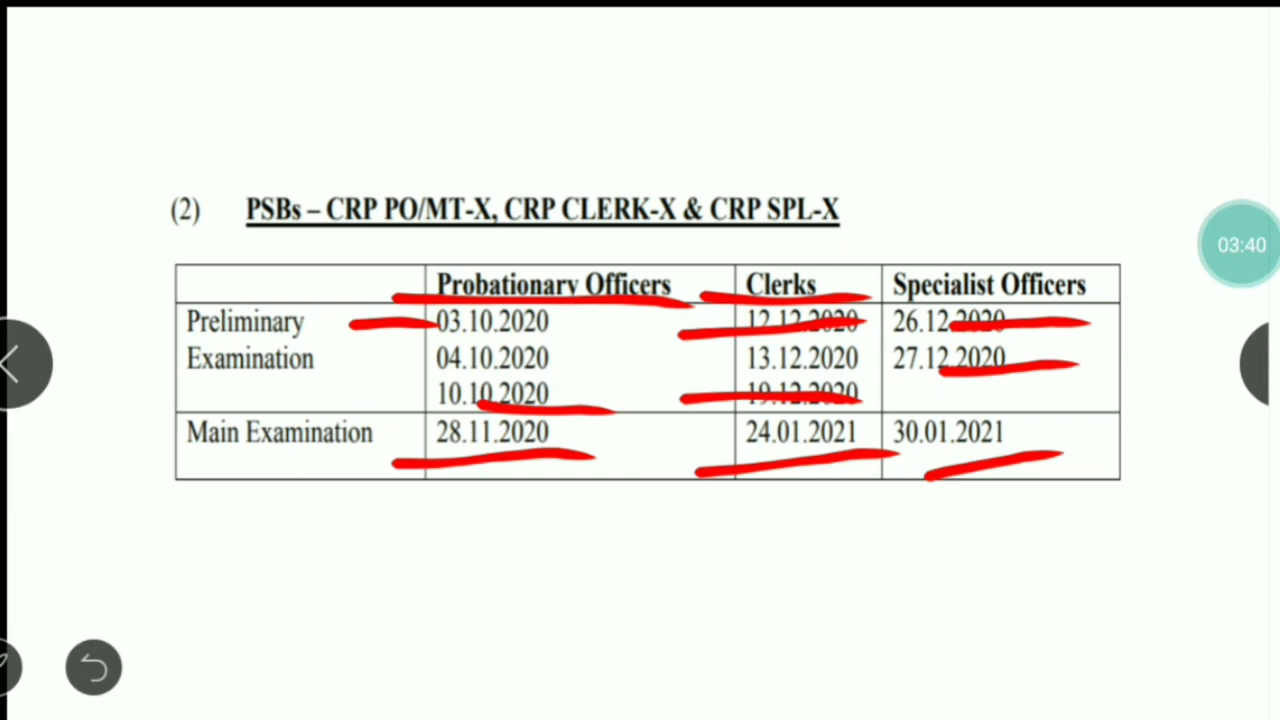 (2) PSBs – CRP PO/MT-X, CRP CLERK-X & CRP SPL-X
Probationary Officers Clerks Specialist Officers
Preliminary 03.10.2020 12.12.2020 26.12.2020
Examination 04.10.2020 13.12.2020 27.12.2020
10.10.2020 19.12.2020
Main Examination 28.11.2020 24.01.2021 30.01.2021
03:40